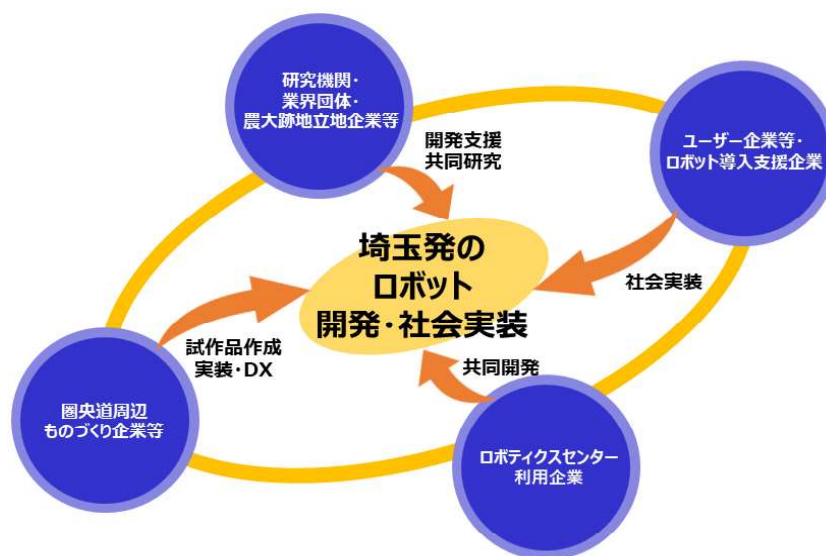 研究機関・
業界団体・
農大跡地立地企業等
開発支援
共同研究
ユーザー企業等・
ロボット導入支援企業
埼玉発の
ロボット
開発・社会実装
社会実装
試作品作成
実装・DX
共同開発
圏央道周辺
ものづくり企業等
ロボティクスセンター
利用企業